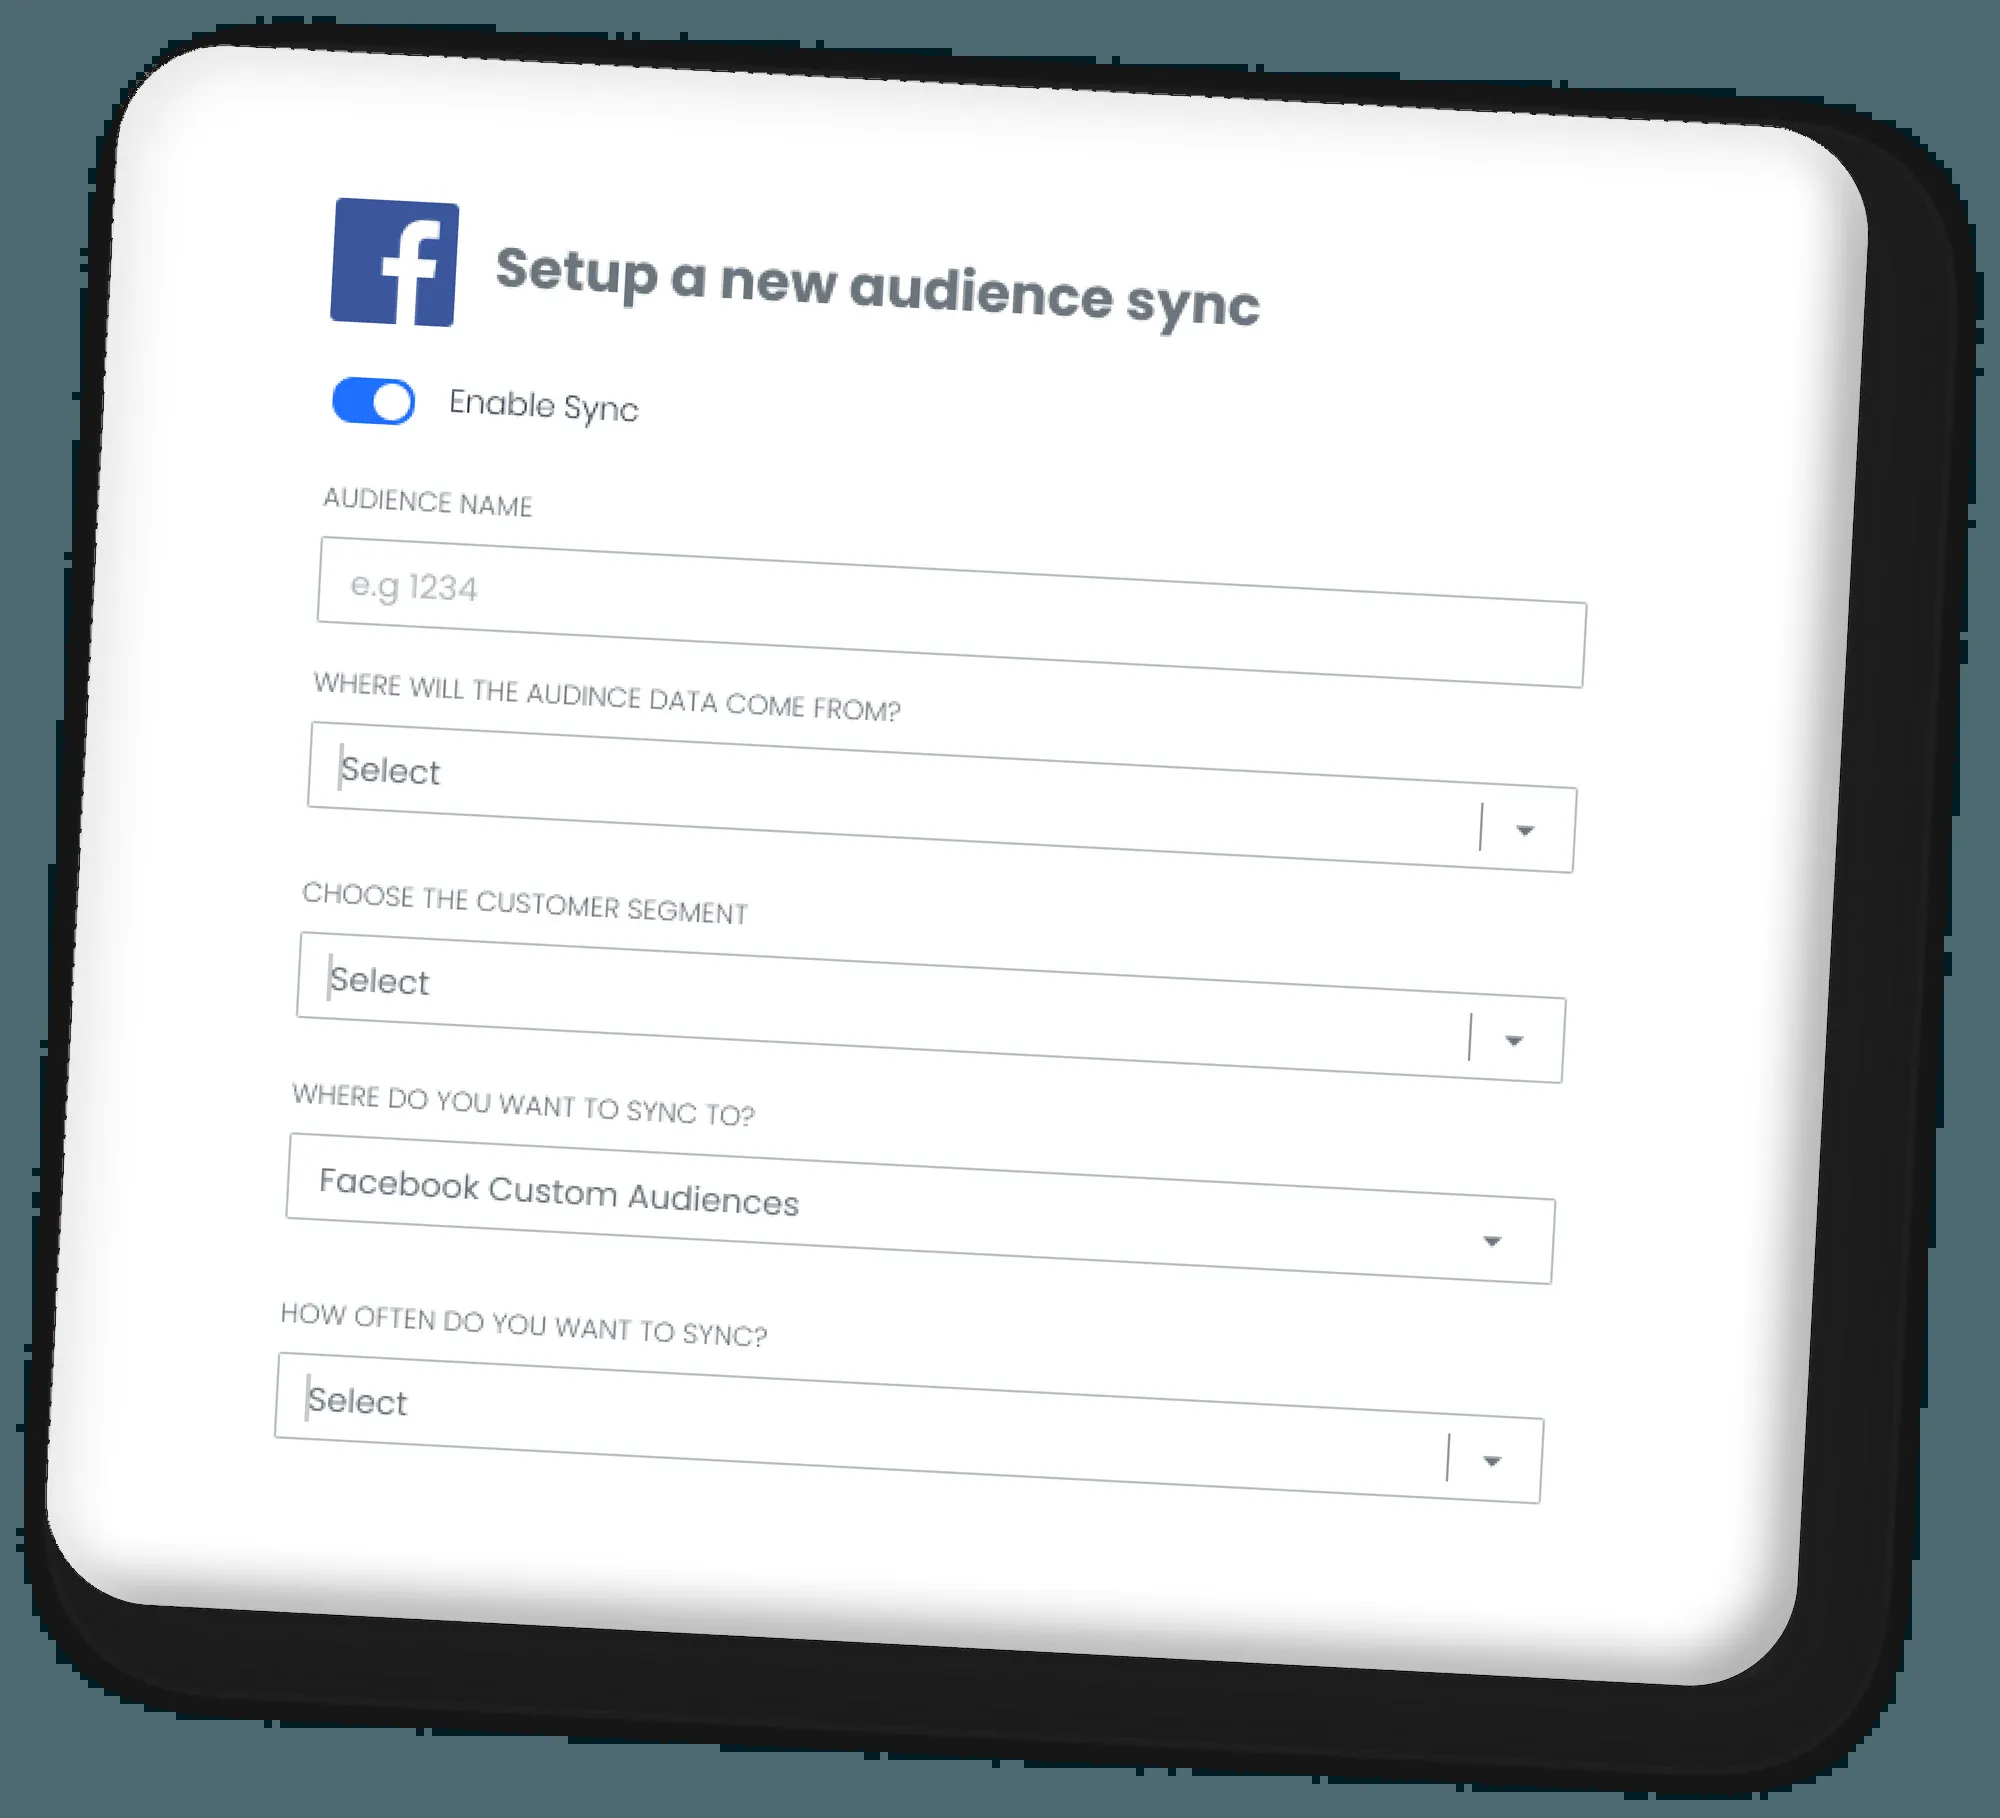 Setup a new audience sync
Enable Sync
AUDIENCE NAME
e.g 1234
WHERE WILL THE AUDINCE DATA COME FROM?
Select
CHOOSE THE CUSTOMER SEGMENT
Select
WHERE DO YOU WANT TO SYNC TO?
Facebook Custom Audiences
HOW OFTEN DO YOU WANT TO SYNC?
Select